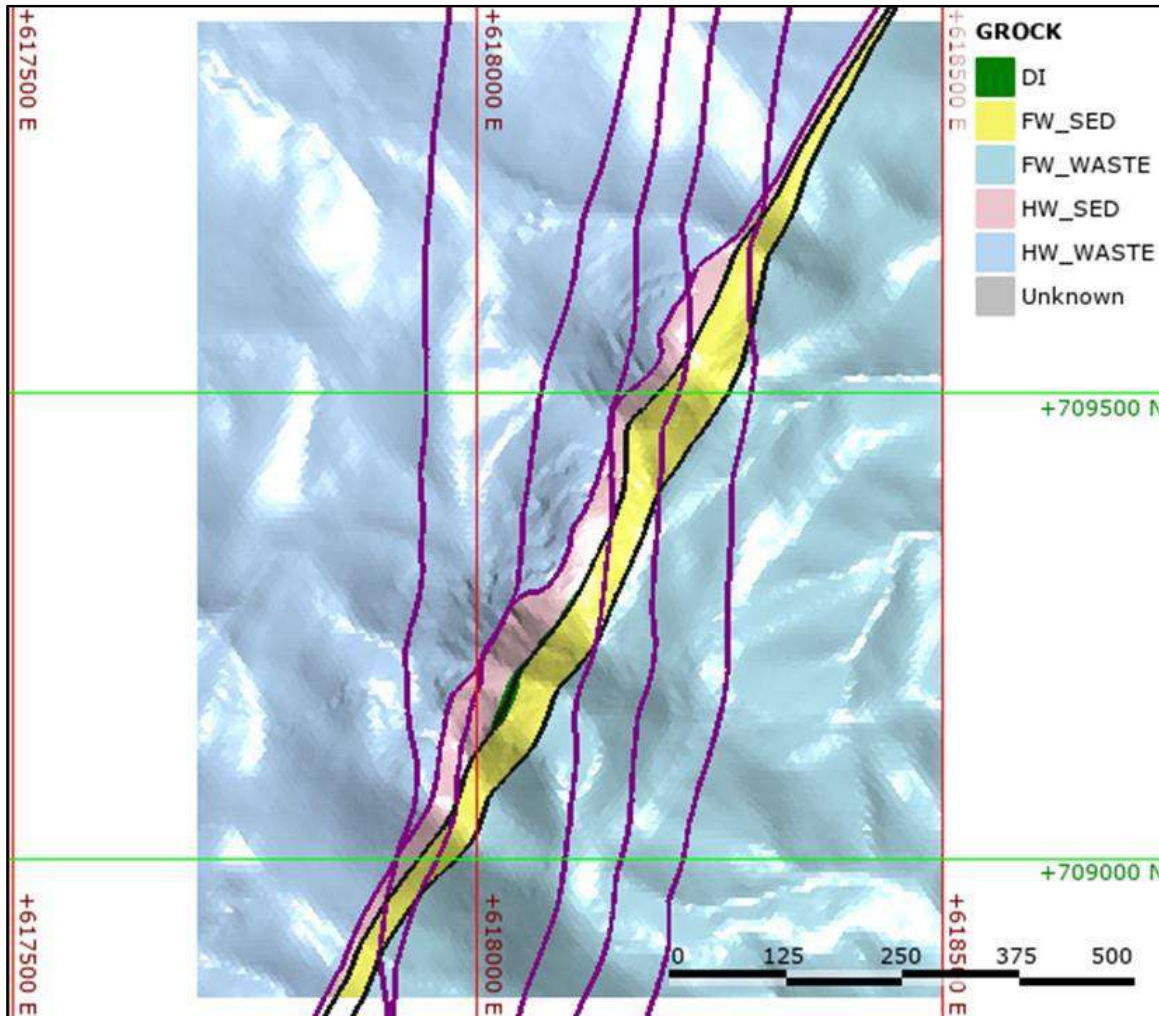 +617500 E
+618000 E
+618500 E
GROCK
DI
FW_SED
FW_WASTE
HW_SED
HW_WASTE
Unknown
+709500 N
+709000 N
+617500 E
+618000 E
+618500 E
0 125 250 375 500